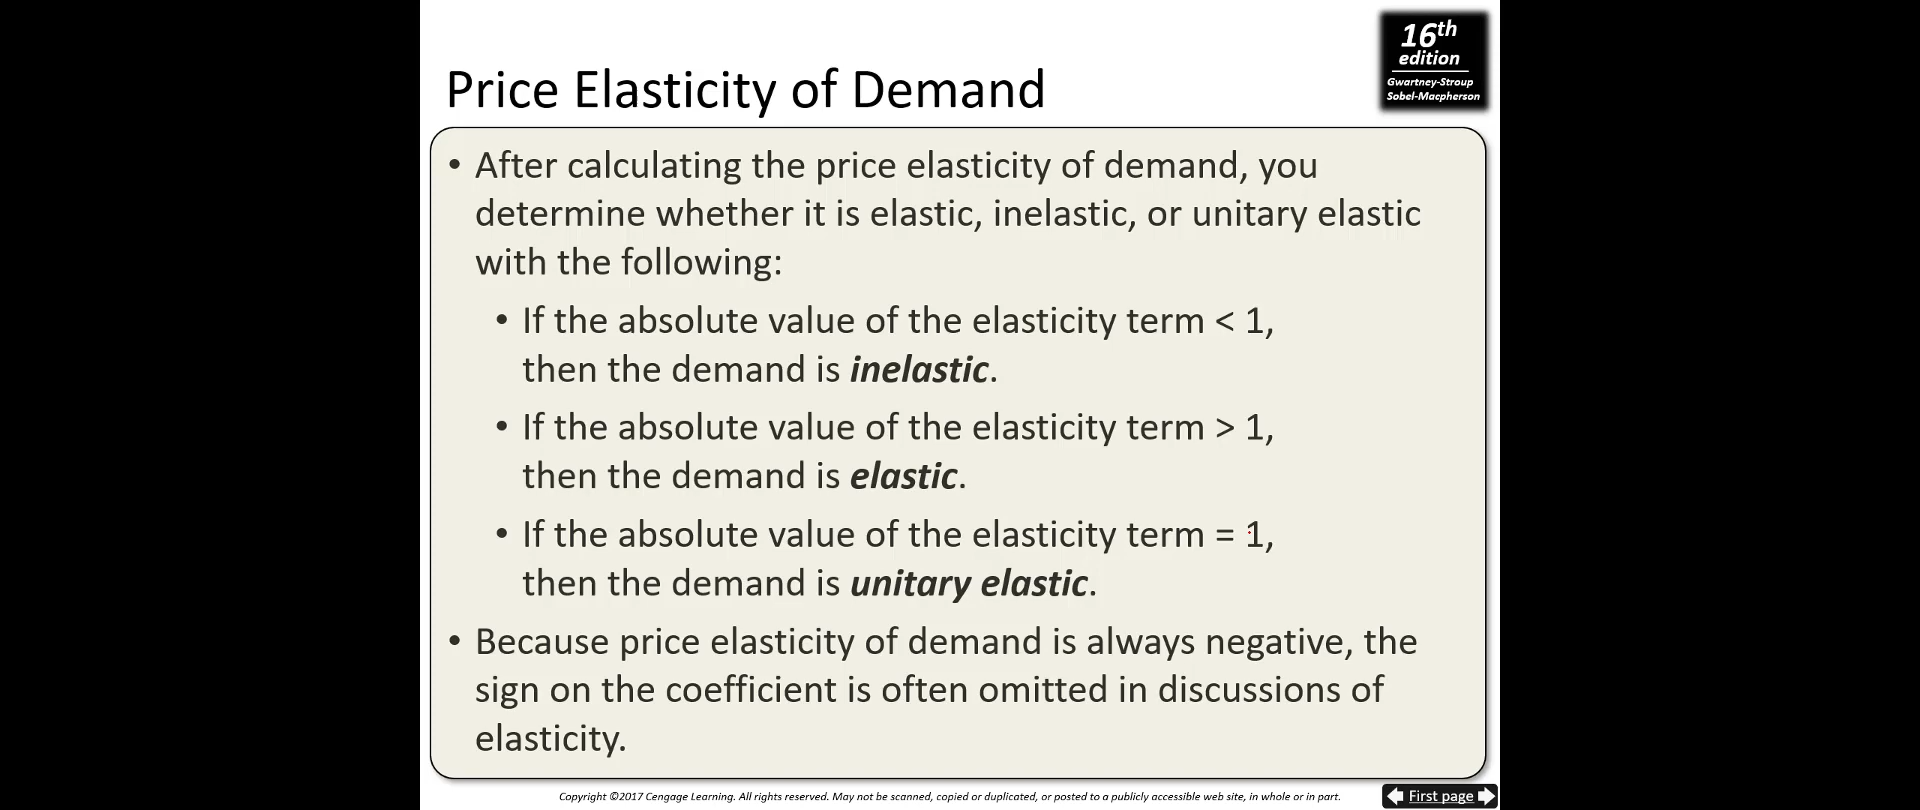 16th
edition
Gwartney-Stroup
Sobel-Macpherson
Price Elasticity of Demand
• After calculating the price elasticity of demand, you
determine whether it is elastic, inelastic, or unitary elastic
with the following:
• If the absolute value of the elasticity term < 1,
then the demand is inelastic.
• If the absolute value of the elasticity term > 1,
then the demand is elastic.
• If the absolute value of the elasticity term = 1,
then the demand is unitary elastic.
• Because price elasticity of demand is always negative, the
sign on the coefficient is often omitted in discussions of
elasticity.
Copyright ©2017 Cengage Learning. All rights reserved. May not be scanned, copied or duplicated, or posted to a publicly accessible web site, in whole or in part.
First page